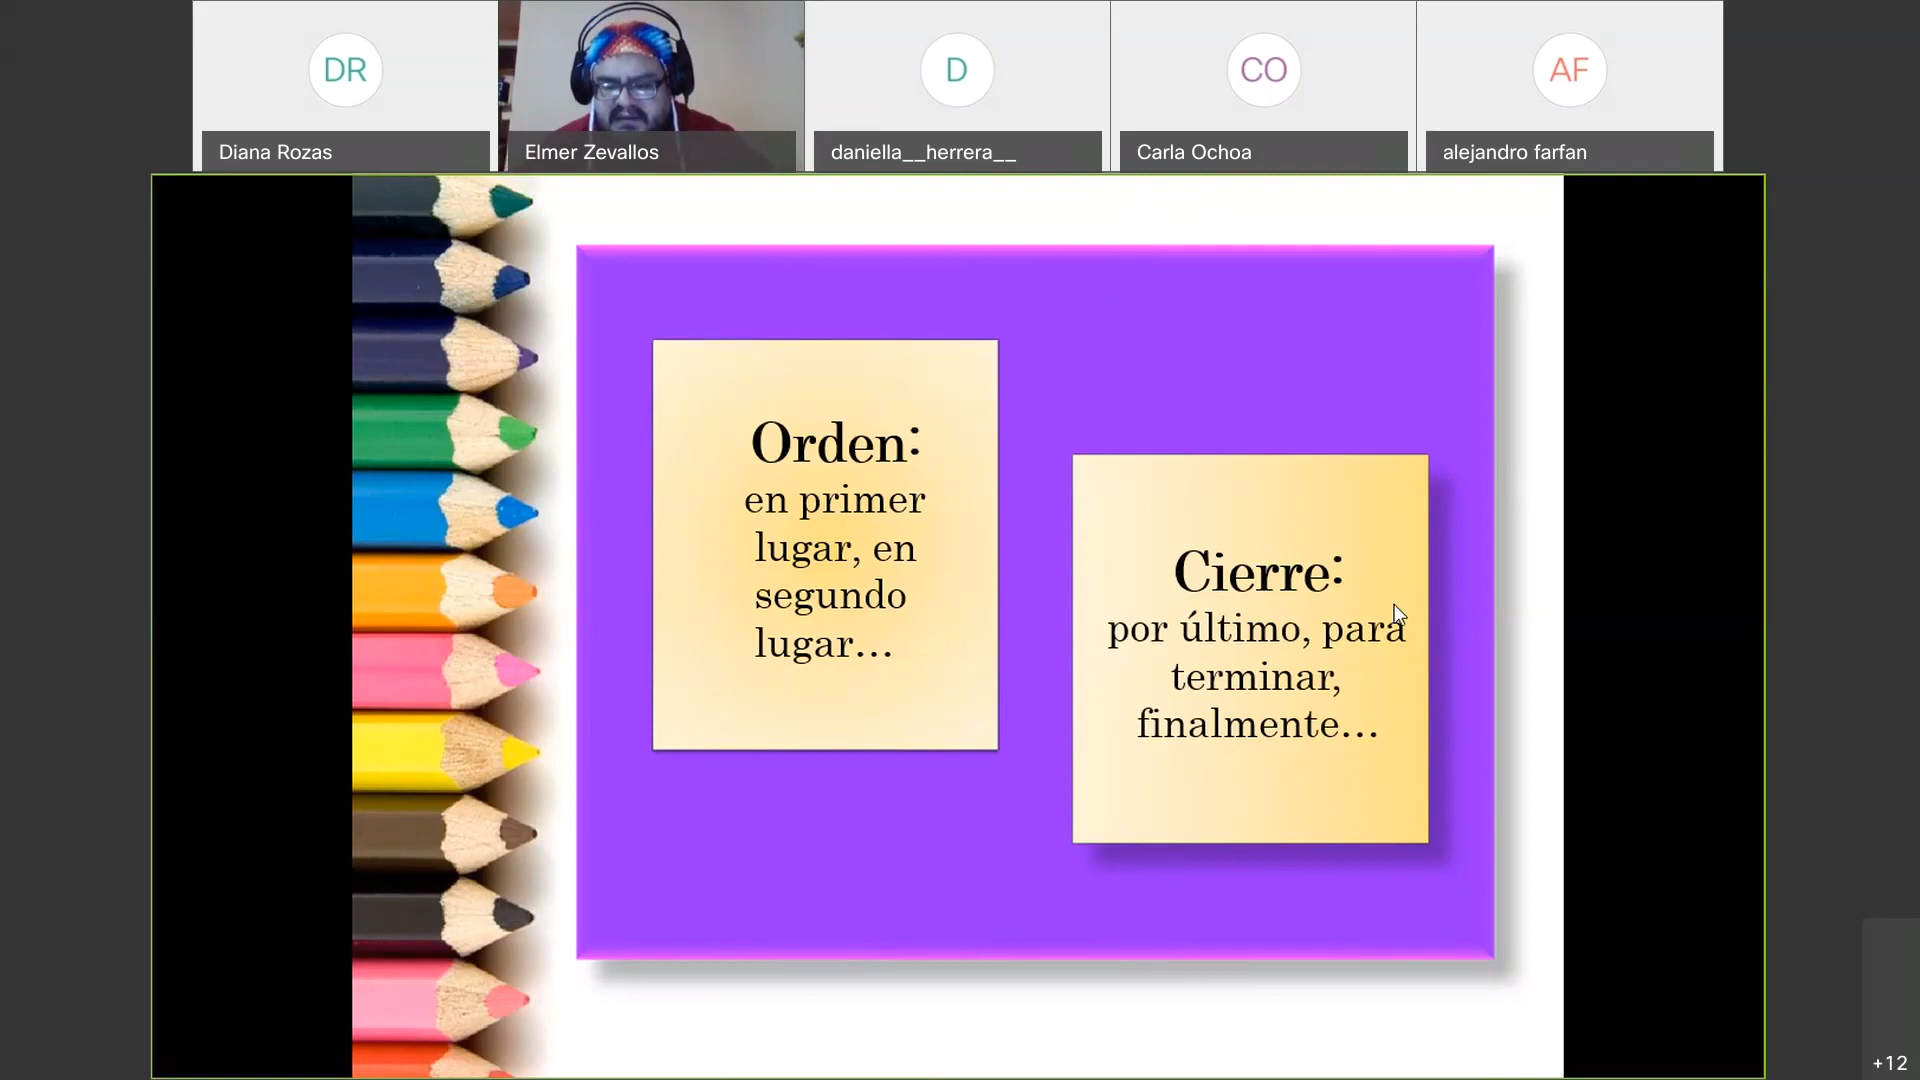 DR
D
CO
AF
Diana Rozas
Elmer Zevallos
daniella__herrera__
Carla Ochoa
alejandro farfan
Orden:
en primer
lugar, en
segundo
lugar...
Cierre:
por último, para
terminar,
finalmente...
+12